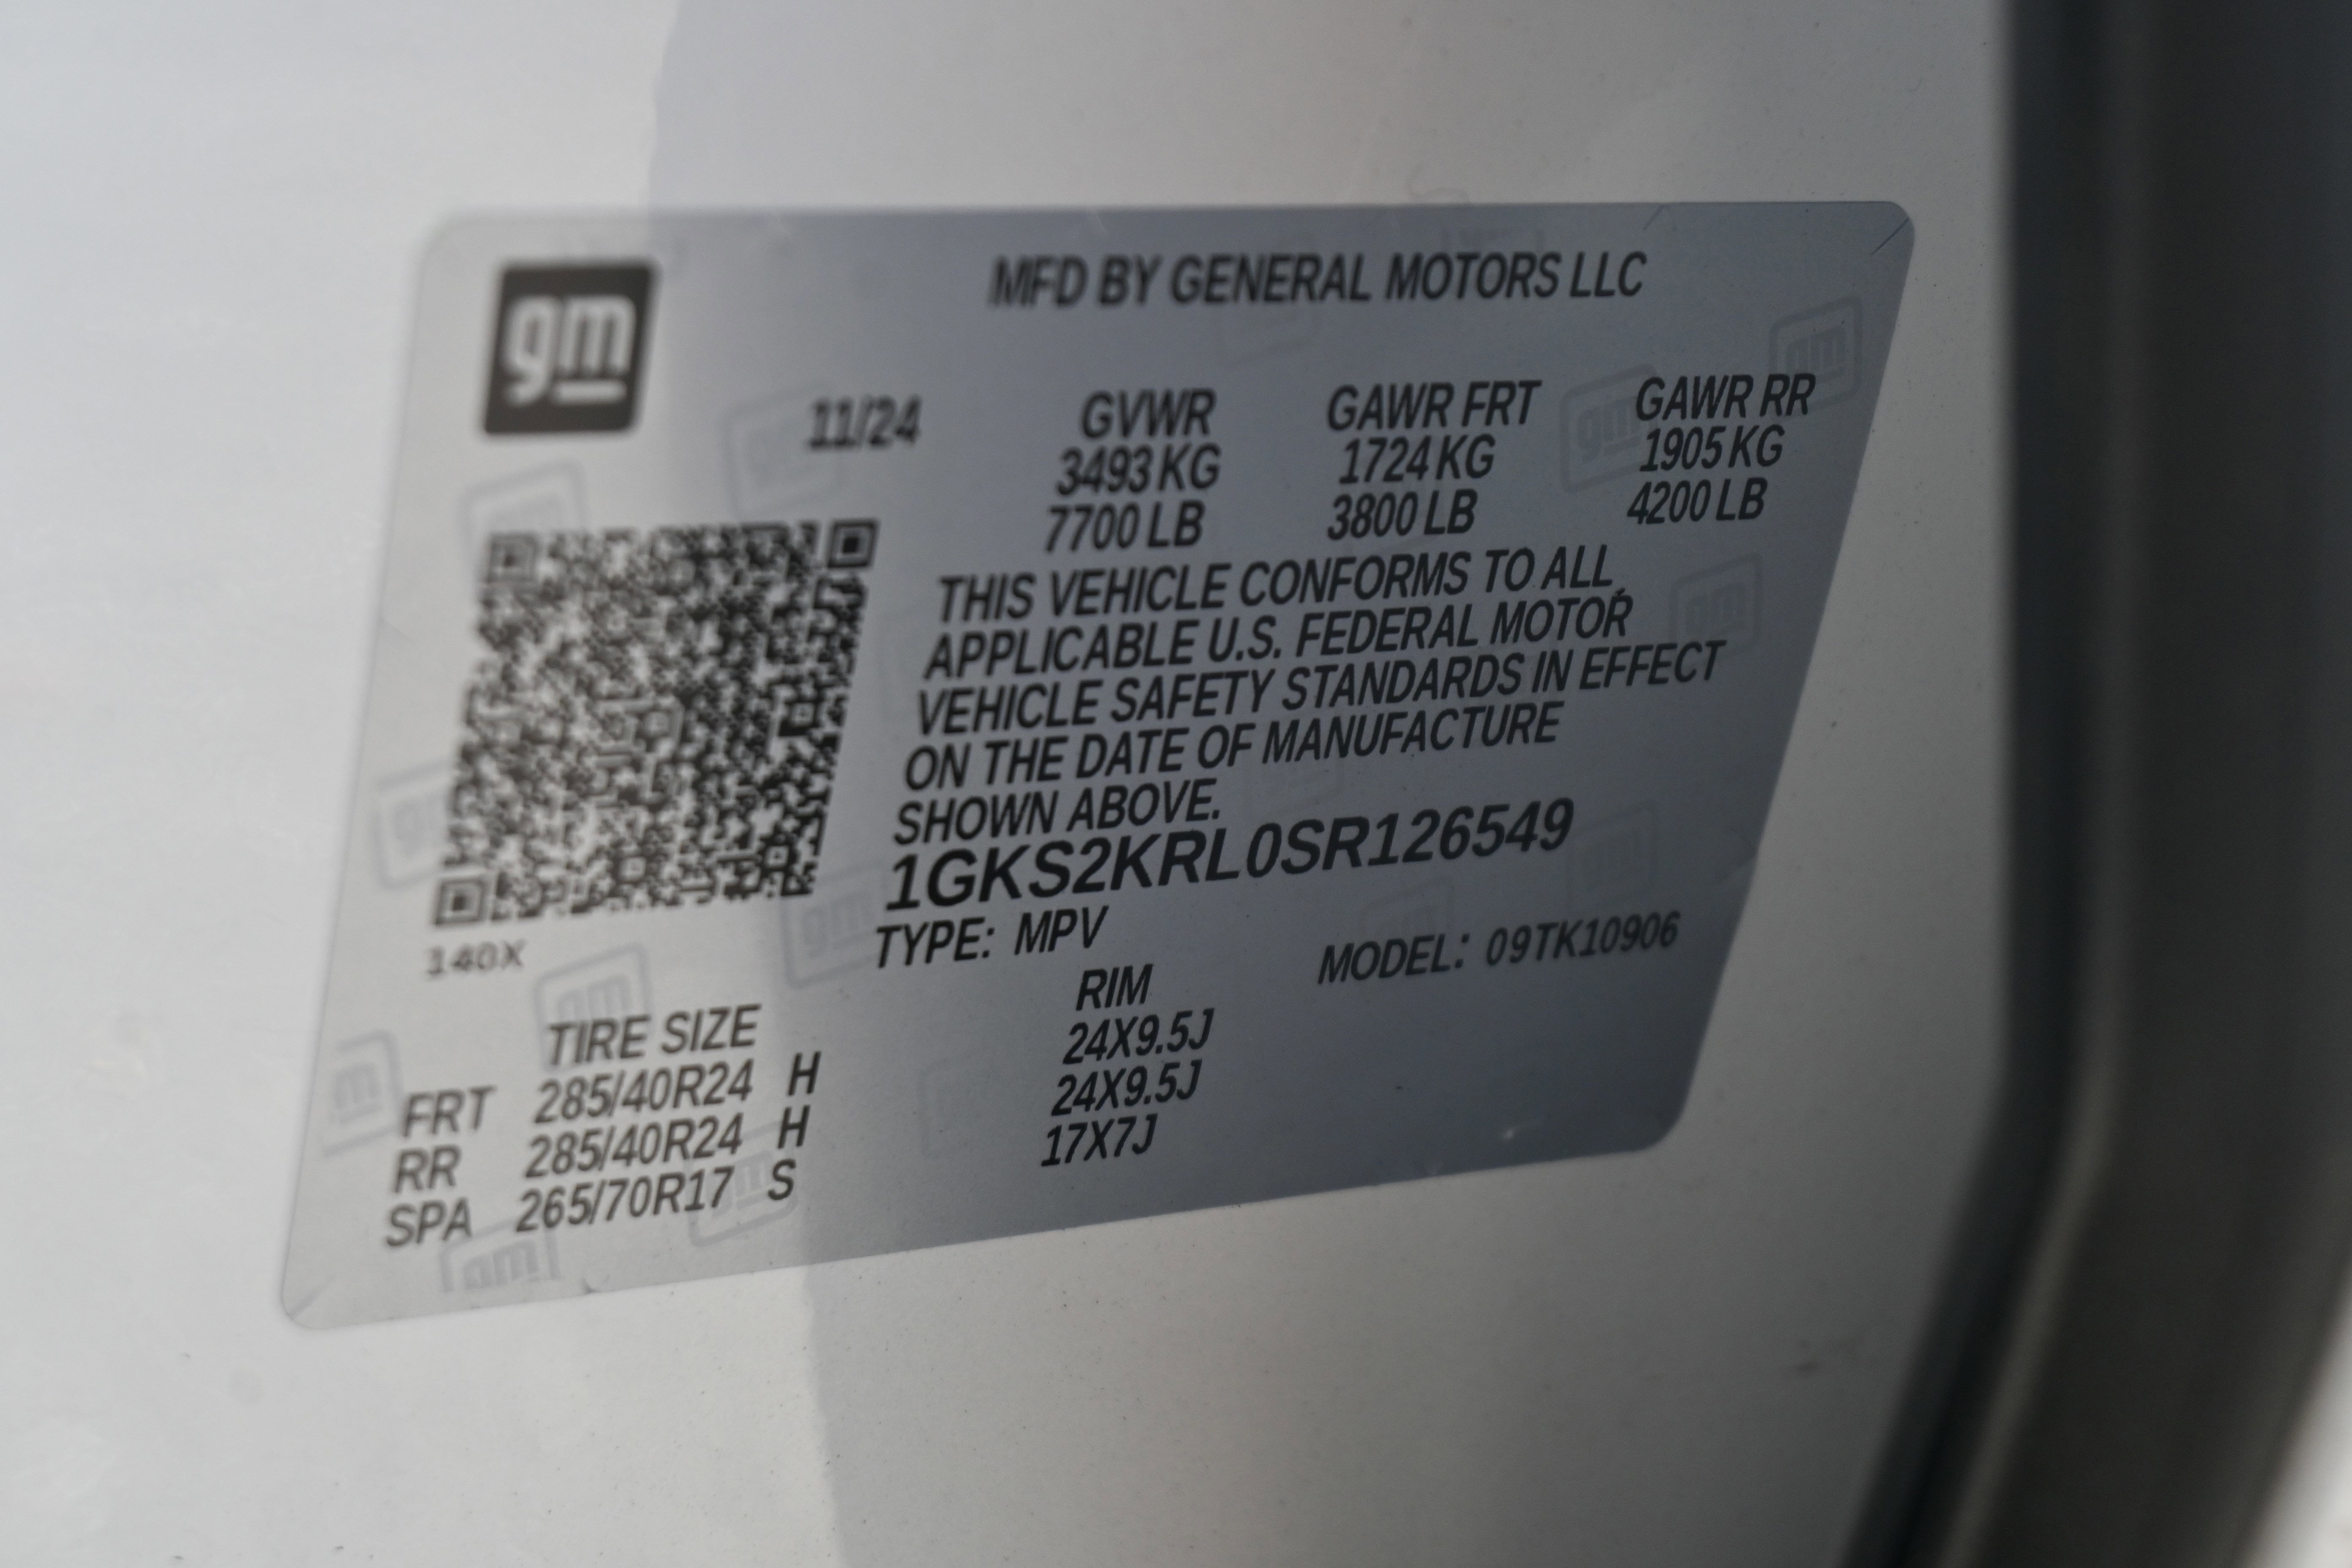 gm
MFD BY GENERAL MOTORS LLC
11/24 GVWR GAWR FRT GAWR RR
3493 KG 1724 KG 1905 KG
7700 LB 3800 LB 4200 LB
THIS VEHICLE CONFORMS TO ALL
APPLICABLE U.S. FEDERAL MOTOR
VEHICLE SAFETY STANDARDS IN EFFECT
ON THE DATE OF MANUFACTURE
SHOWN ABOVE.
1GKS2KRL0SR126549
140X
TYPE: MPV MODEL: 09TK10906
TIRE SIZE RIM
FRT 285/40R24 H 24X9.5J
RR 285/40R24 H 24X9.5J
SPA 265/70R17 S 17X7J